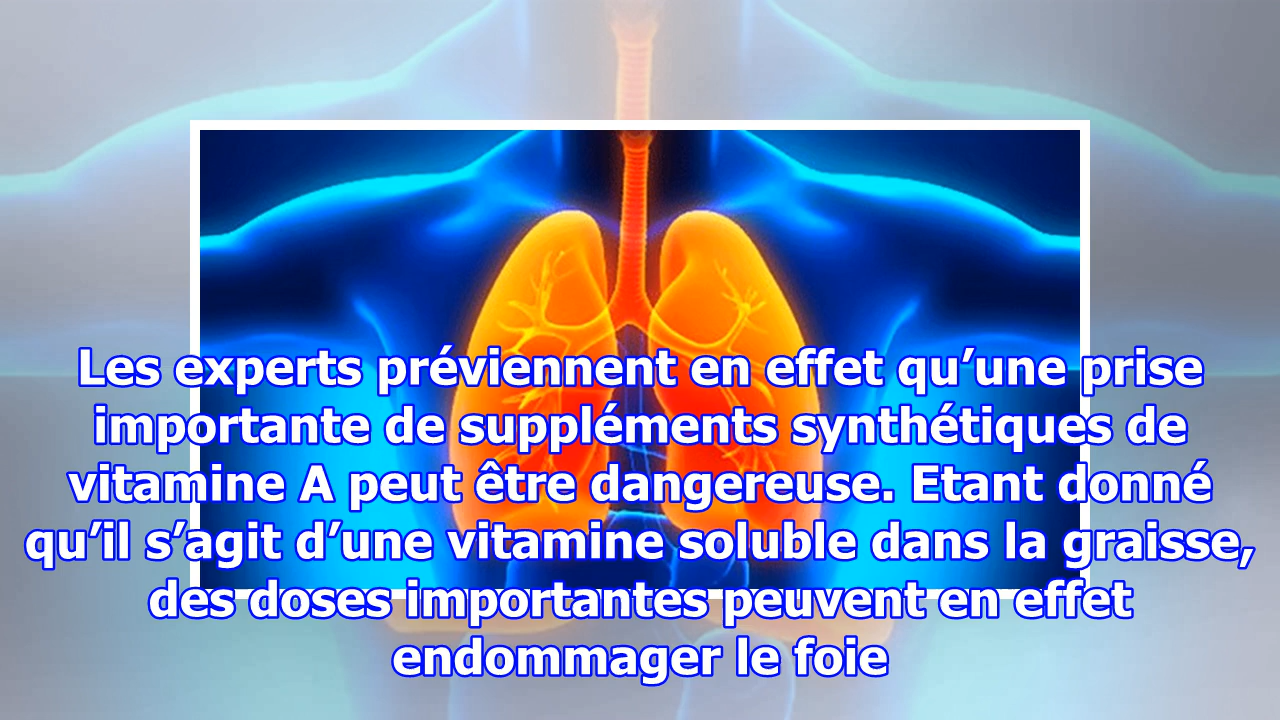 Les experts préviennent en effet qu’une prise
importante de suppléments synthétiques de
vitamine A peut être dangereuse. Etant donné
qu’il s’agit d’une vitamine soluble dans la graisse,
des doses importantes peuvent en effet
endommager le foie